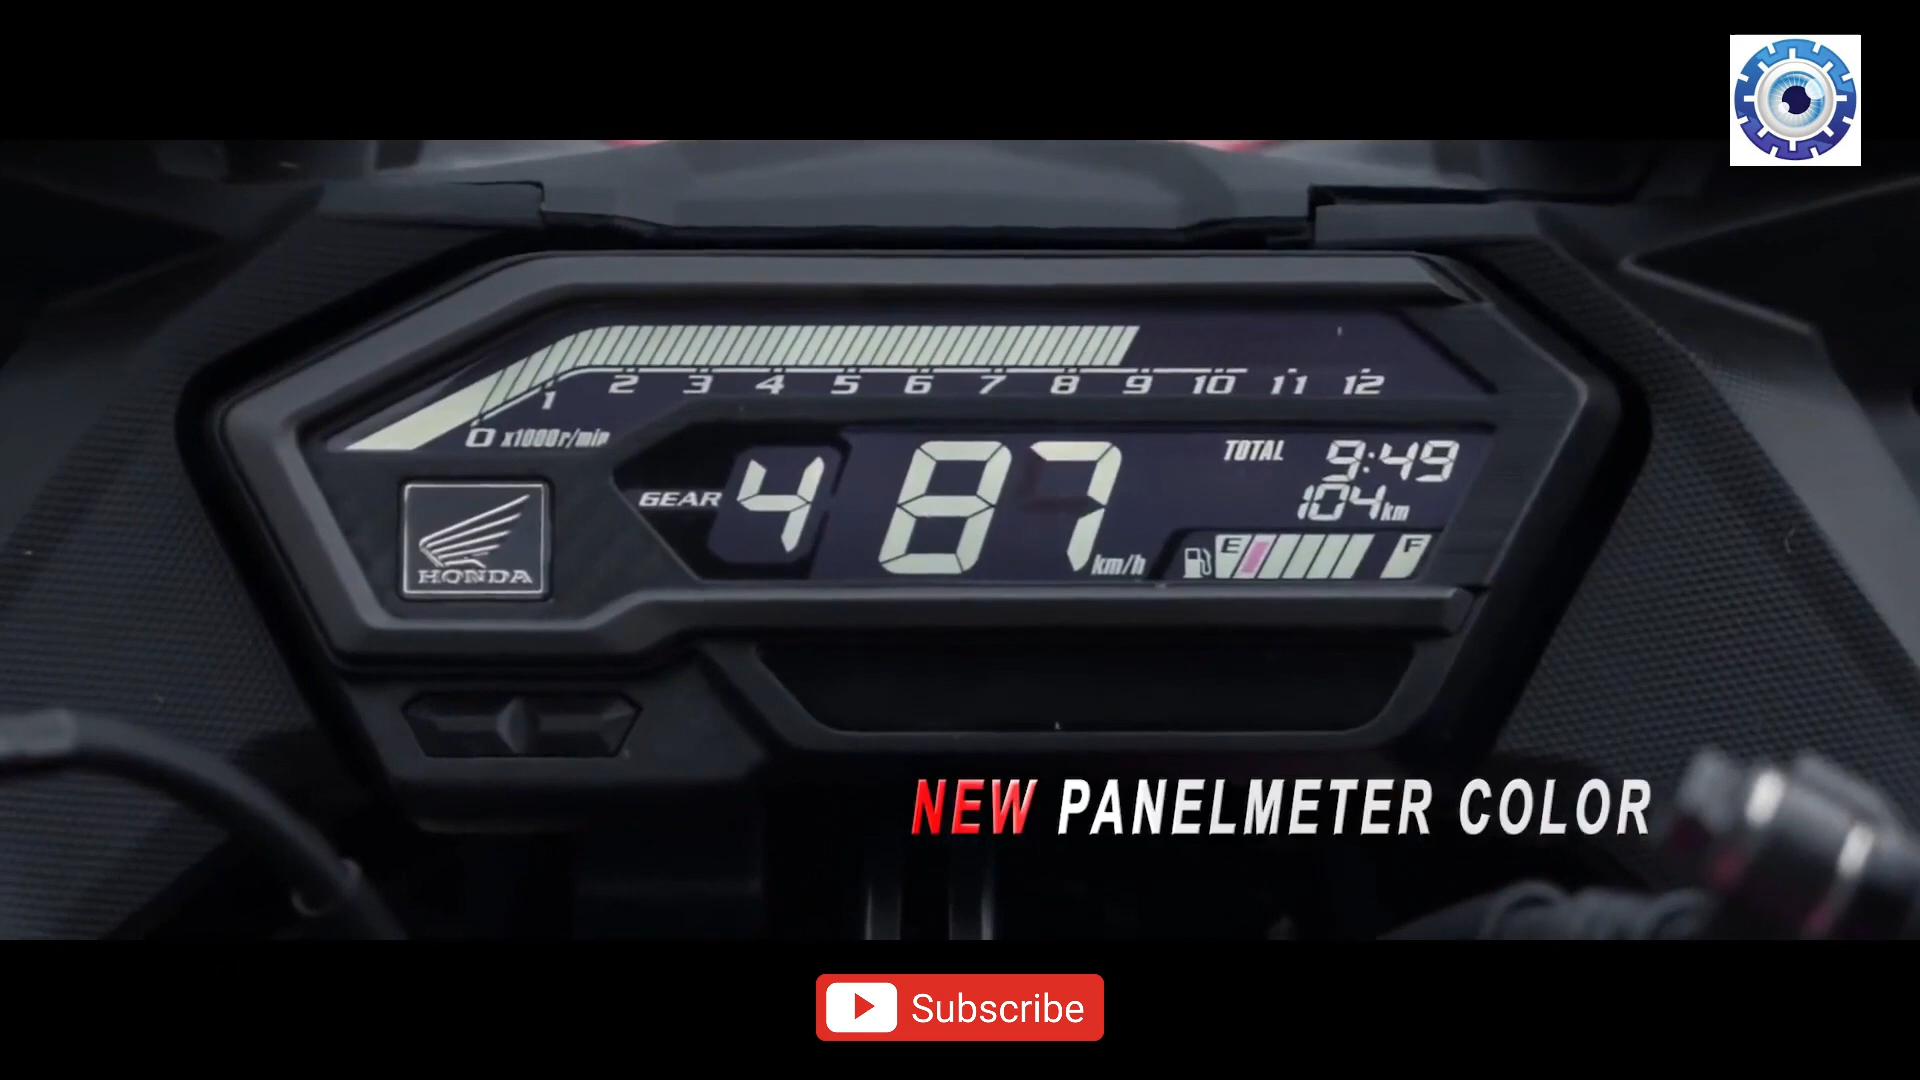 1 2 3 4 5 6 7 8 9 10 11 12
0 x1000r/min
GEAR 4 87 km/h
TOTAL 9:49
104km
E F
HONDA
NEW PANELMETER COLOR
Subscribe